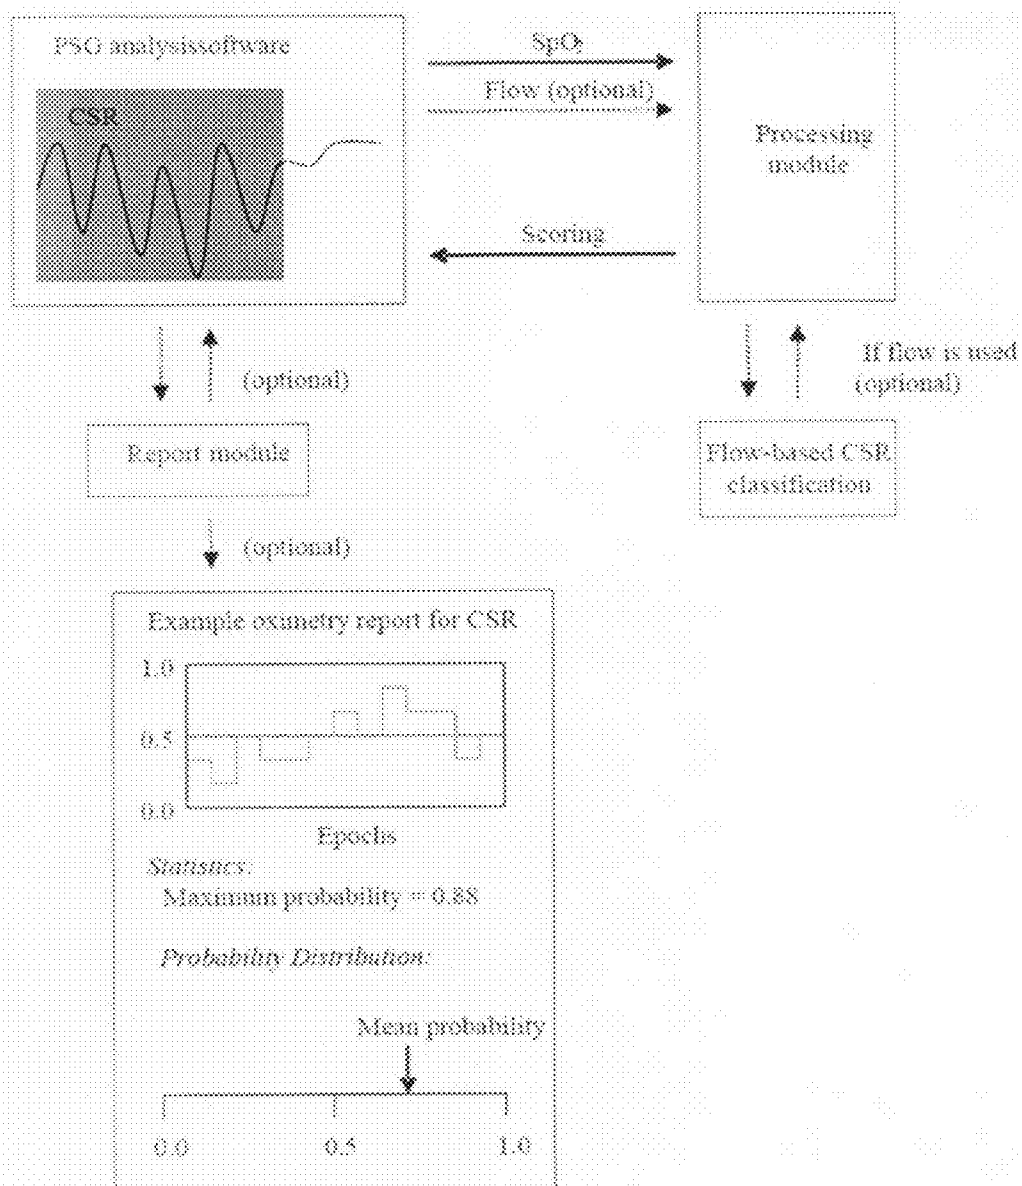 PSG analysissoftware
CSR
SpO2
Flow (optional)
Processing
module
Scoring
(optional)
If flow is used
(optional)
Report module
Flow-based CSR
classification
(optional)
Example oximetry report for CSR
1.0
0.5
0.0
Epochs
Statistics:
Maximum probability = 0.88
Probability Distribution:
Mean probability
0.0 0.5 1.0